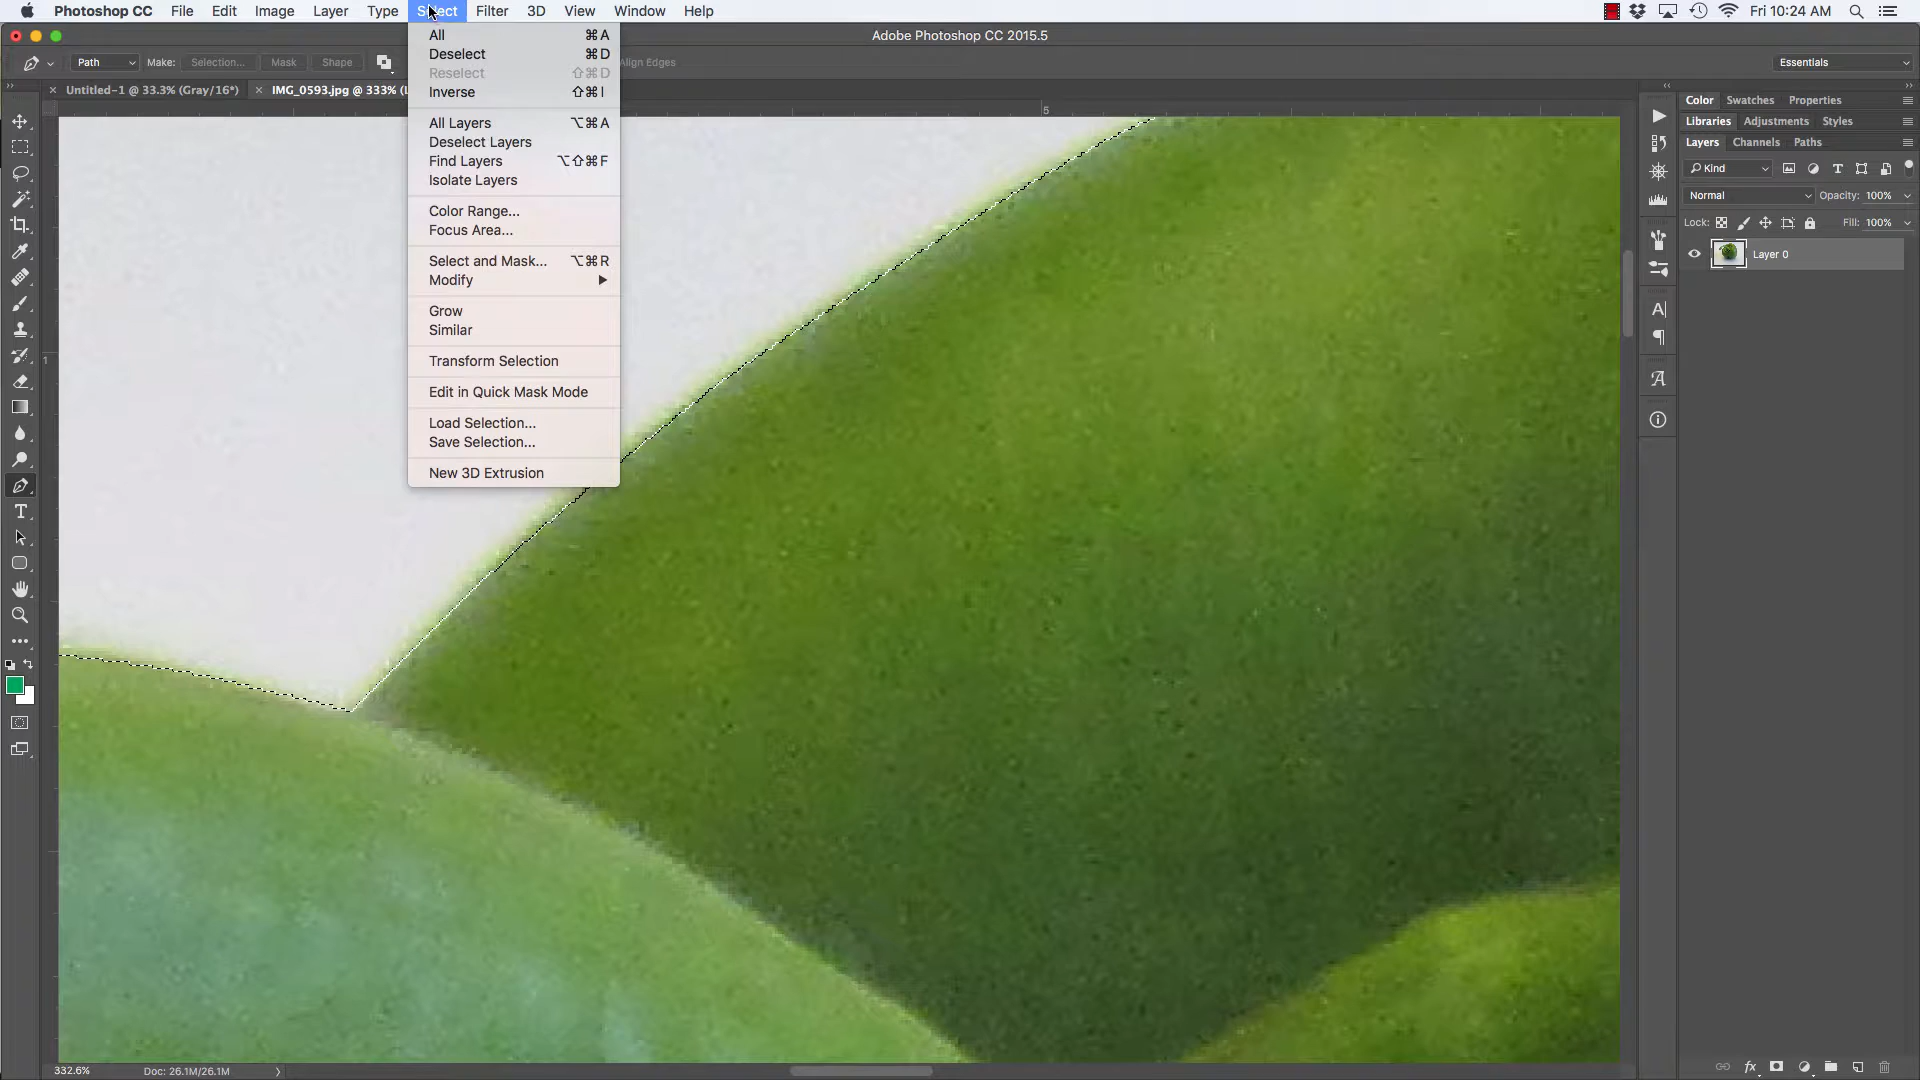 Photoshop CC File Edit Image Layer Type Select Filter 3D View Window Help Fri 10:24 AM
Adobe Photoshop CC 2015.5
Path Make: Selection... Mask Shape Align Edges Essentials
Untitled-1 @ 33.3% (Gray/16*) IMG_0593.jpg @ 333% (L
All ⌘A
Deselect ⌘D
Reselect ⇧⌘D
Inverse ⇧⌘I
All Layers ⌥⌘A
Deselect Layers
Find Layers ⌥⇧⌘F
Isolate Layers
Color Range...
Focus Area...
Select and Mask... ⌥⌘R
Modify
Grow
Similar
Transform Selection
Edit in Quick Mask Mode
Load Selection...
Save Selection...
New 3D Extrusion
5
1
Color Swatches Properties
Libraries Adjustments Styles
Layers Channels Paths
Kind
Normal Opacity: 100%
Lock: Fill: 100%
Layer 0
332.6% Doc: 26.1M/26.1M